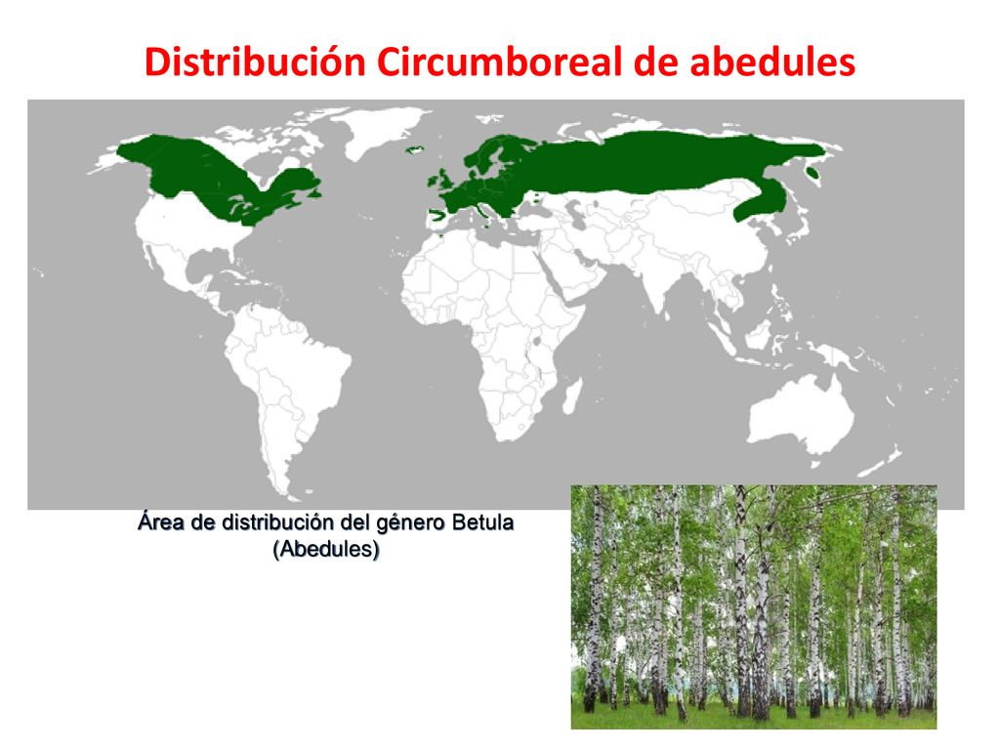 Distribución Circumboreal de abedules
Área de distribución del género Betula
(Abedules)